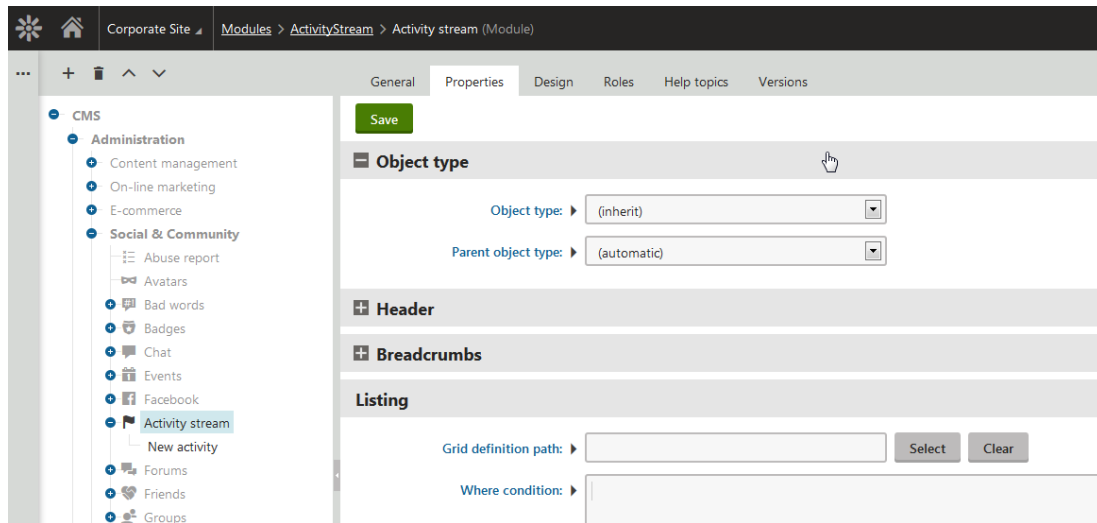 Corporate Site Modules > ActivityStream > Activity stream (Module)
General Properties Design Roles Help topics Versions
CMS
Administration
Content management
On-line marketing
E-commerce
Social & Community
Abuse report
Avatars
Bad words
Badges
Chat
Events
Facebook
Activity stream
New activity
Forums
Friends
Groups
Save
Object type
Object type: (inherit)
Parent object type: (automatic)
Header
Breadcrumbs
Listing
Grid definition path: Select Clear
Where condition: